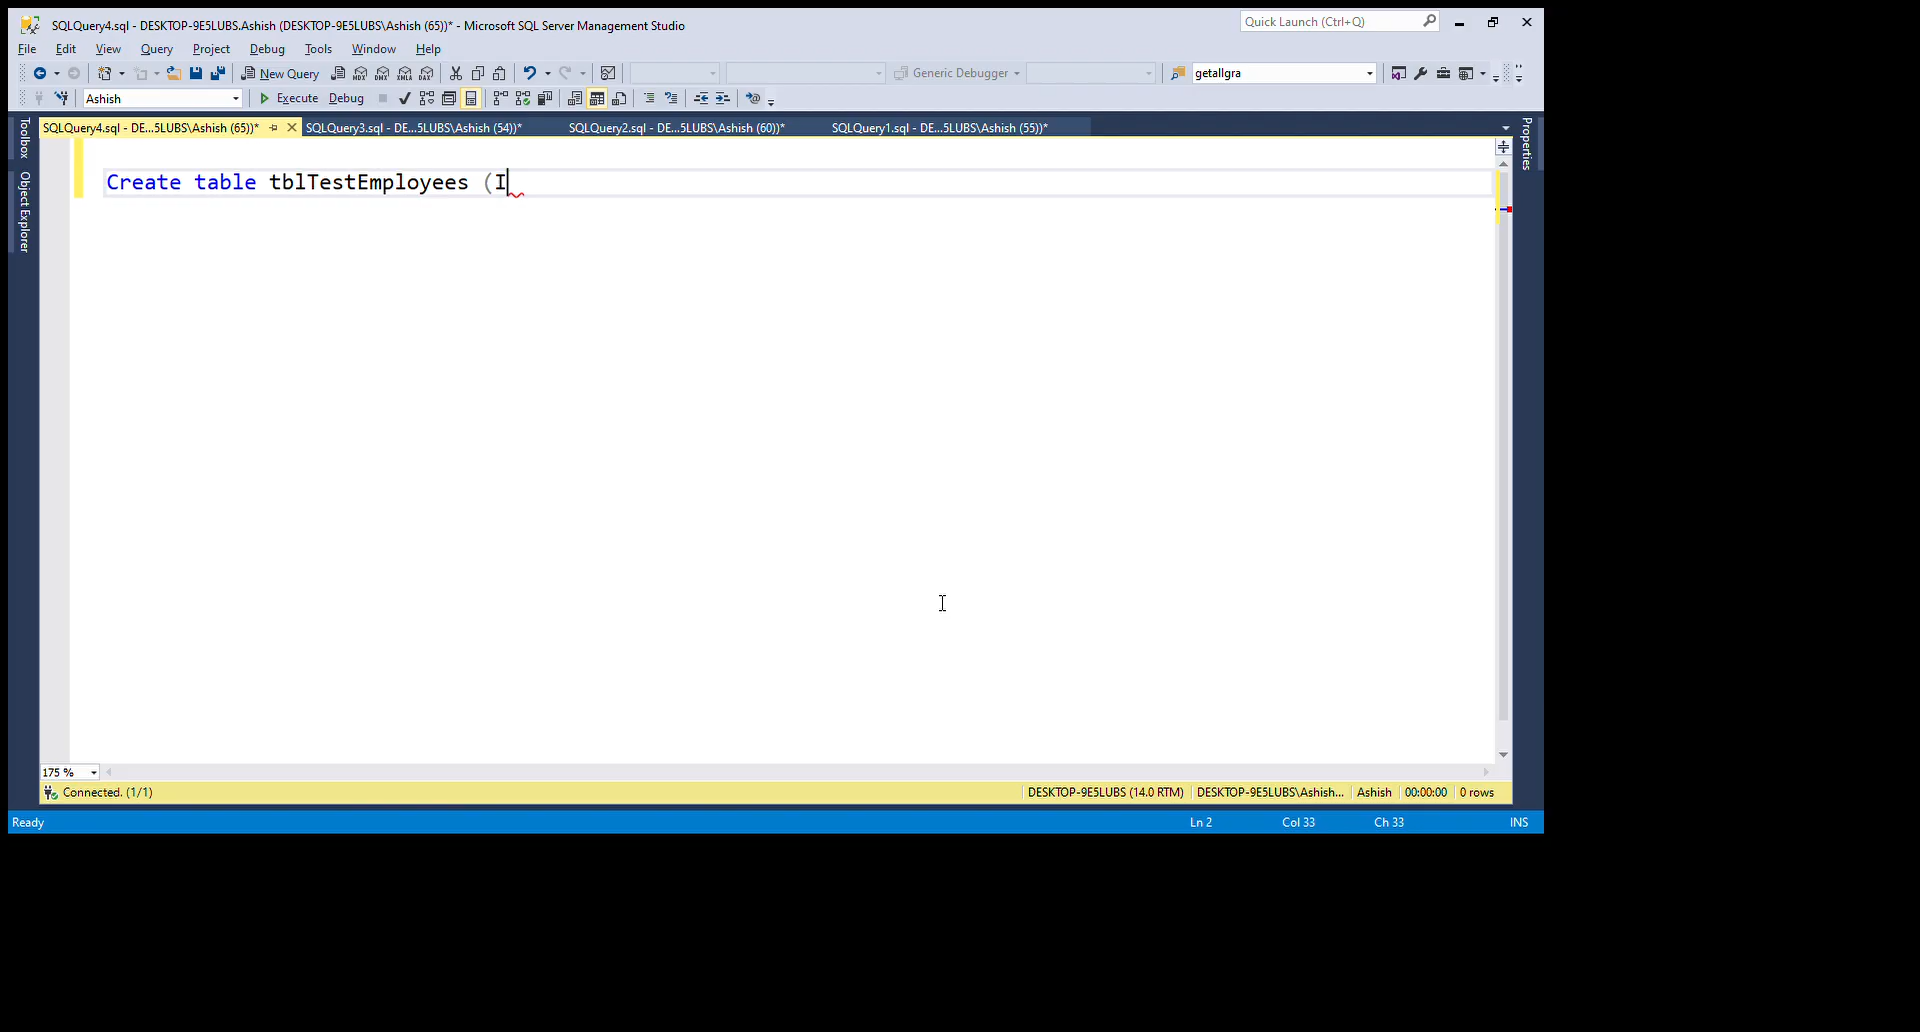 SQLQuery4.sql - DESKTOP-9E5LUBS.Ashish (DESKTOP-9E5LUBS\Ashish (65))* - Microsoft SQL Server Management Studio
Quick Launch (Ctrl+Q)
File Edit View Query Project Debug Tools Window Help
New Query MDX DMX XMLA DAX Generic Debugger getallgra
Ashish Execute Debug
SQLQuery4.sql - DE...5LUBS\Ashish (65))* SQLQuery3.sql - DE...5LUBS\Ashish (54))* SQLQuery2.sql - DE...5LUBS\Ashish (60))* SQLQuery1.sql - DE...5LUBS\Ashish (55))*
Toolbox
Object Explorer
Properties
Create table tblTestEmployees (I
175 %
Connected. (1/1) DESKTOP-9E5LUBS (14.0 RTM) DESKTOP-9E5LUBS\Ashish... Ashish 00:00:00 0 rows
Ready Ln 2 Col 33 Ch 33 INS